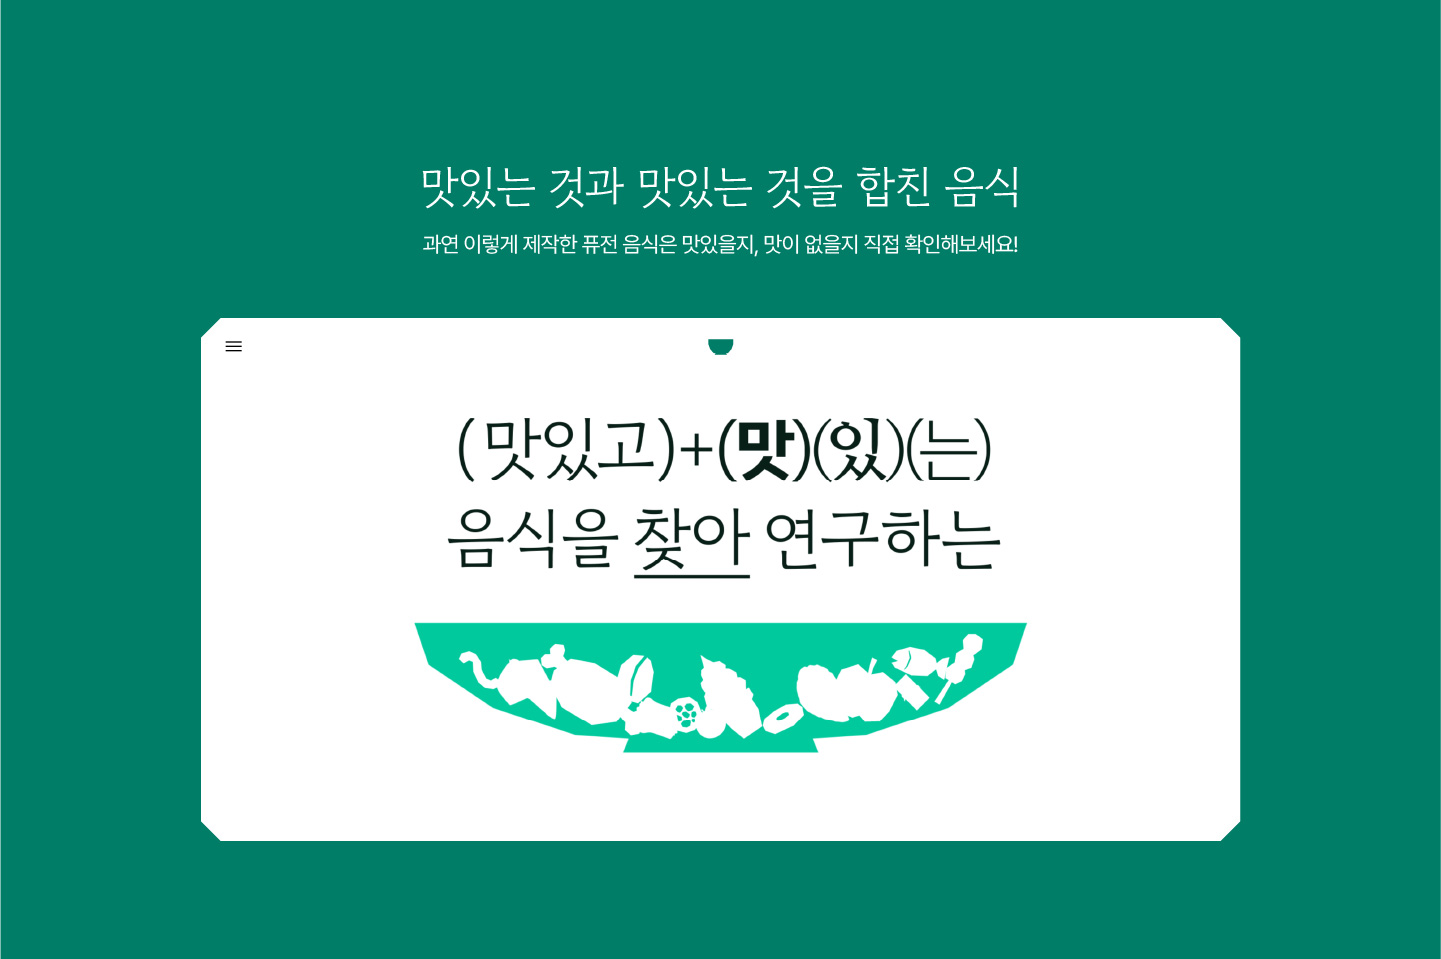 맛있는 것과 맛있는 것을 합친 음식
과연 이렇게 제작한 퓨전 음식은 맛있을지, 맛이 없을지 직접 확인해보세요!
(맛있고)+(맛)(있)(는)
음식을 찾아 연구하는